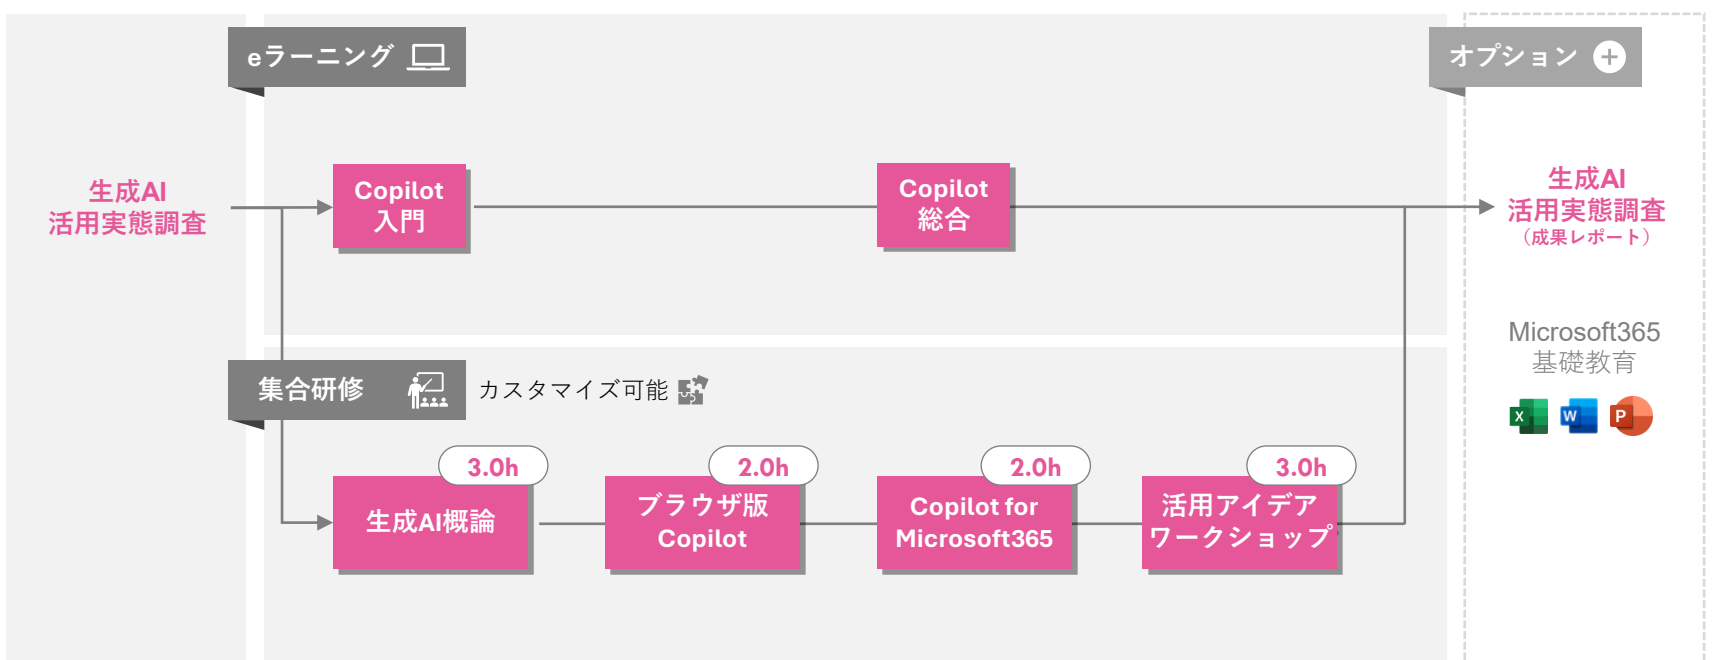 eラーニング
オプション
生成AI
活用実態調査
Copilot
入門
Copilot
総合
生成AI
活用実態調査
（成果レポート）
Microsoft365
基礎教育
X
W
P
集合研修
カスタマイズ可能
3.0h
生成AI概論
2.0h
ブラウザ版
Copilot
2.0h
Copilot for
Microsoft365
3.0h
活用アイデア
ワークショップ